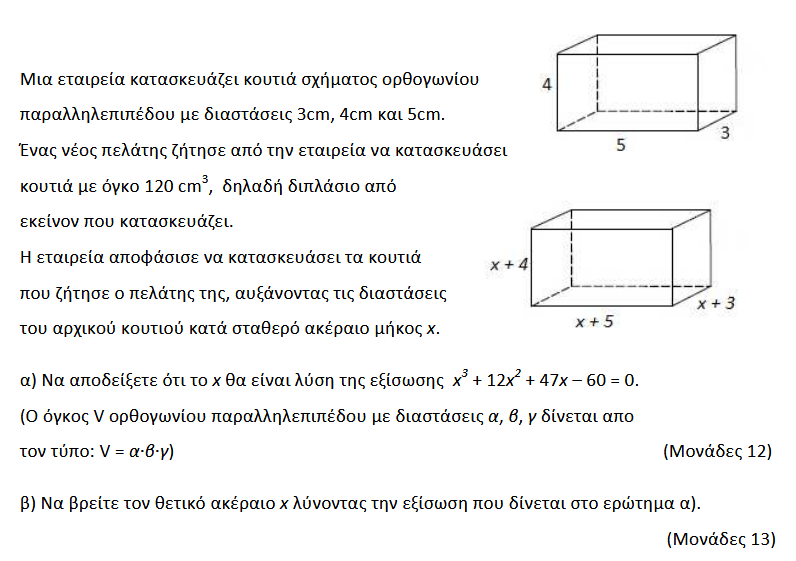 Μια εταιρεία κατασκευάζει κουτιά σχήματος ορθογωνίου
παραλληλεπιπέδου με διαστάσεις 3cm, 4cm και 5cm.
Ένας νέος πελάτης ζήτησε από την εταιρεία να κατασκευάσει
κουτιά με όγκο 120 cm³, δηλαδή διπλάσιο από
εκείνον που κατασκευάζει.
Η εταιρεία αποφάσισε να κατασκευάσει τα κουτιά
που ζήτησε ο πελάτης της, αυξάνοντας τις διαστάσεις
του αρχικού κουτιού κατά σταθερό ακέραιο μήκος x.
4
5
3
x + 4
x + 5
x + 3
α) Να αποδείξετε ότι το x θα είναι λύση της εξίσωσης x³ + 12x² + 47x – 60 = 0.
(Ο όγκος V ορθογωνίου παραλληλεπιπέδου με διαστάσεις α, β, γ δίνεται απο
τον τύπο: V = α·β·γ) (Μονάδες 12)
β) Να βρείτε τον θετικό ακέραιο x λύνοντας την εξίσωση που δίνεται στο ερώτημα α).
(Μονάδες 13)